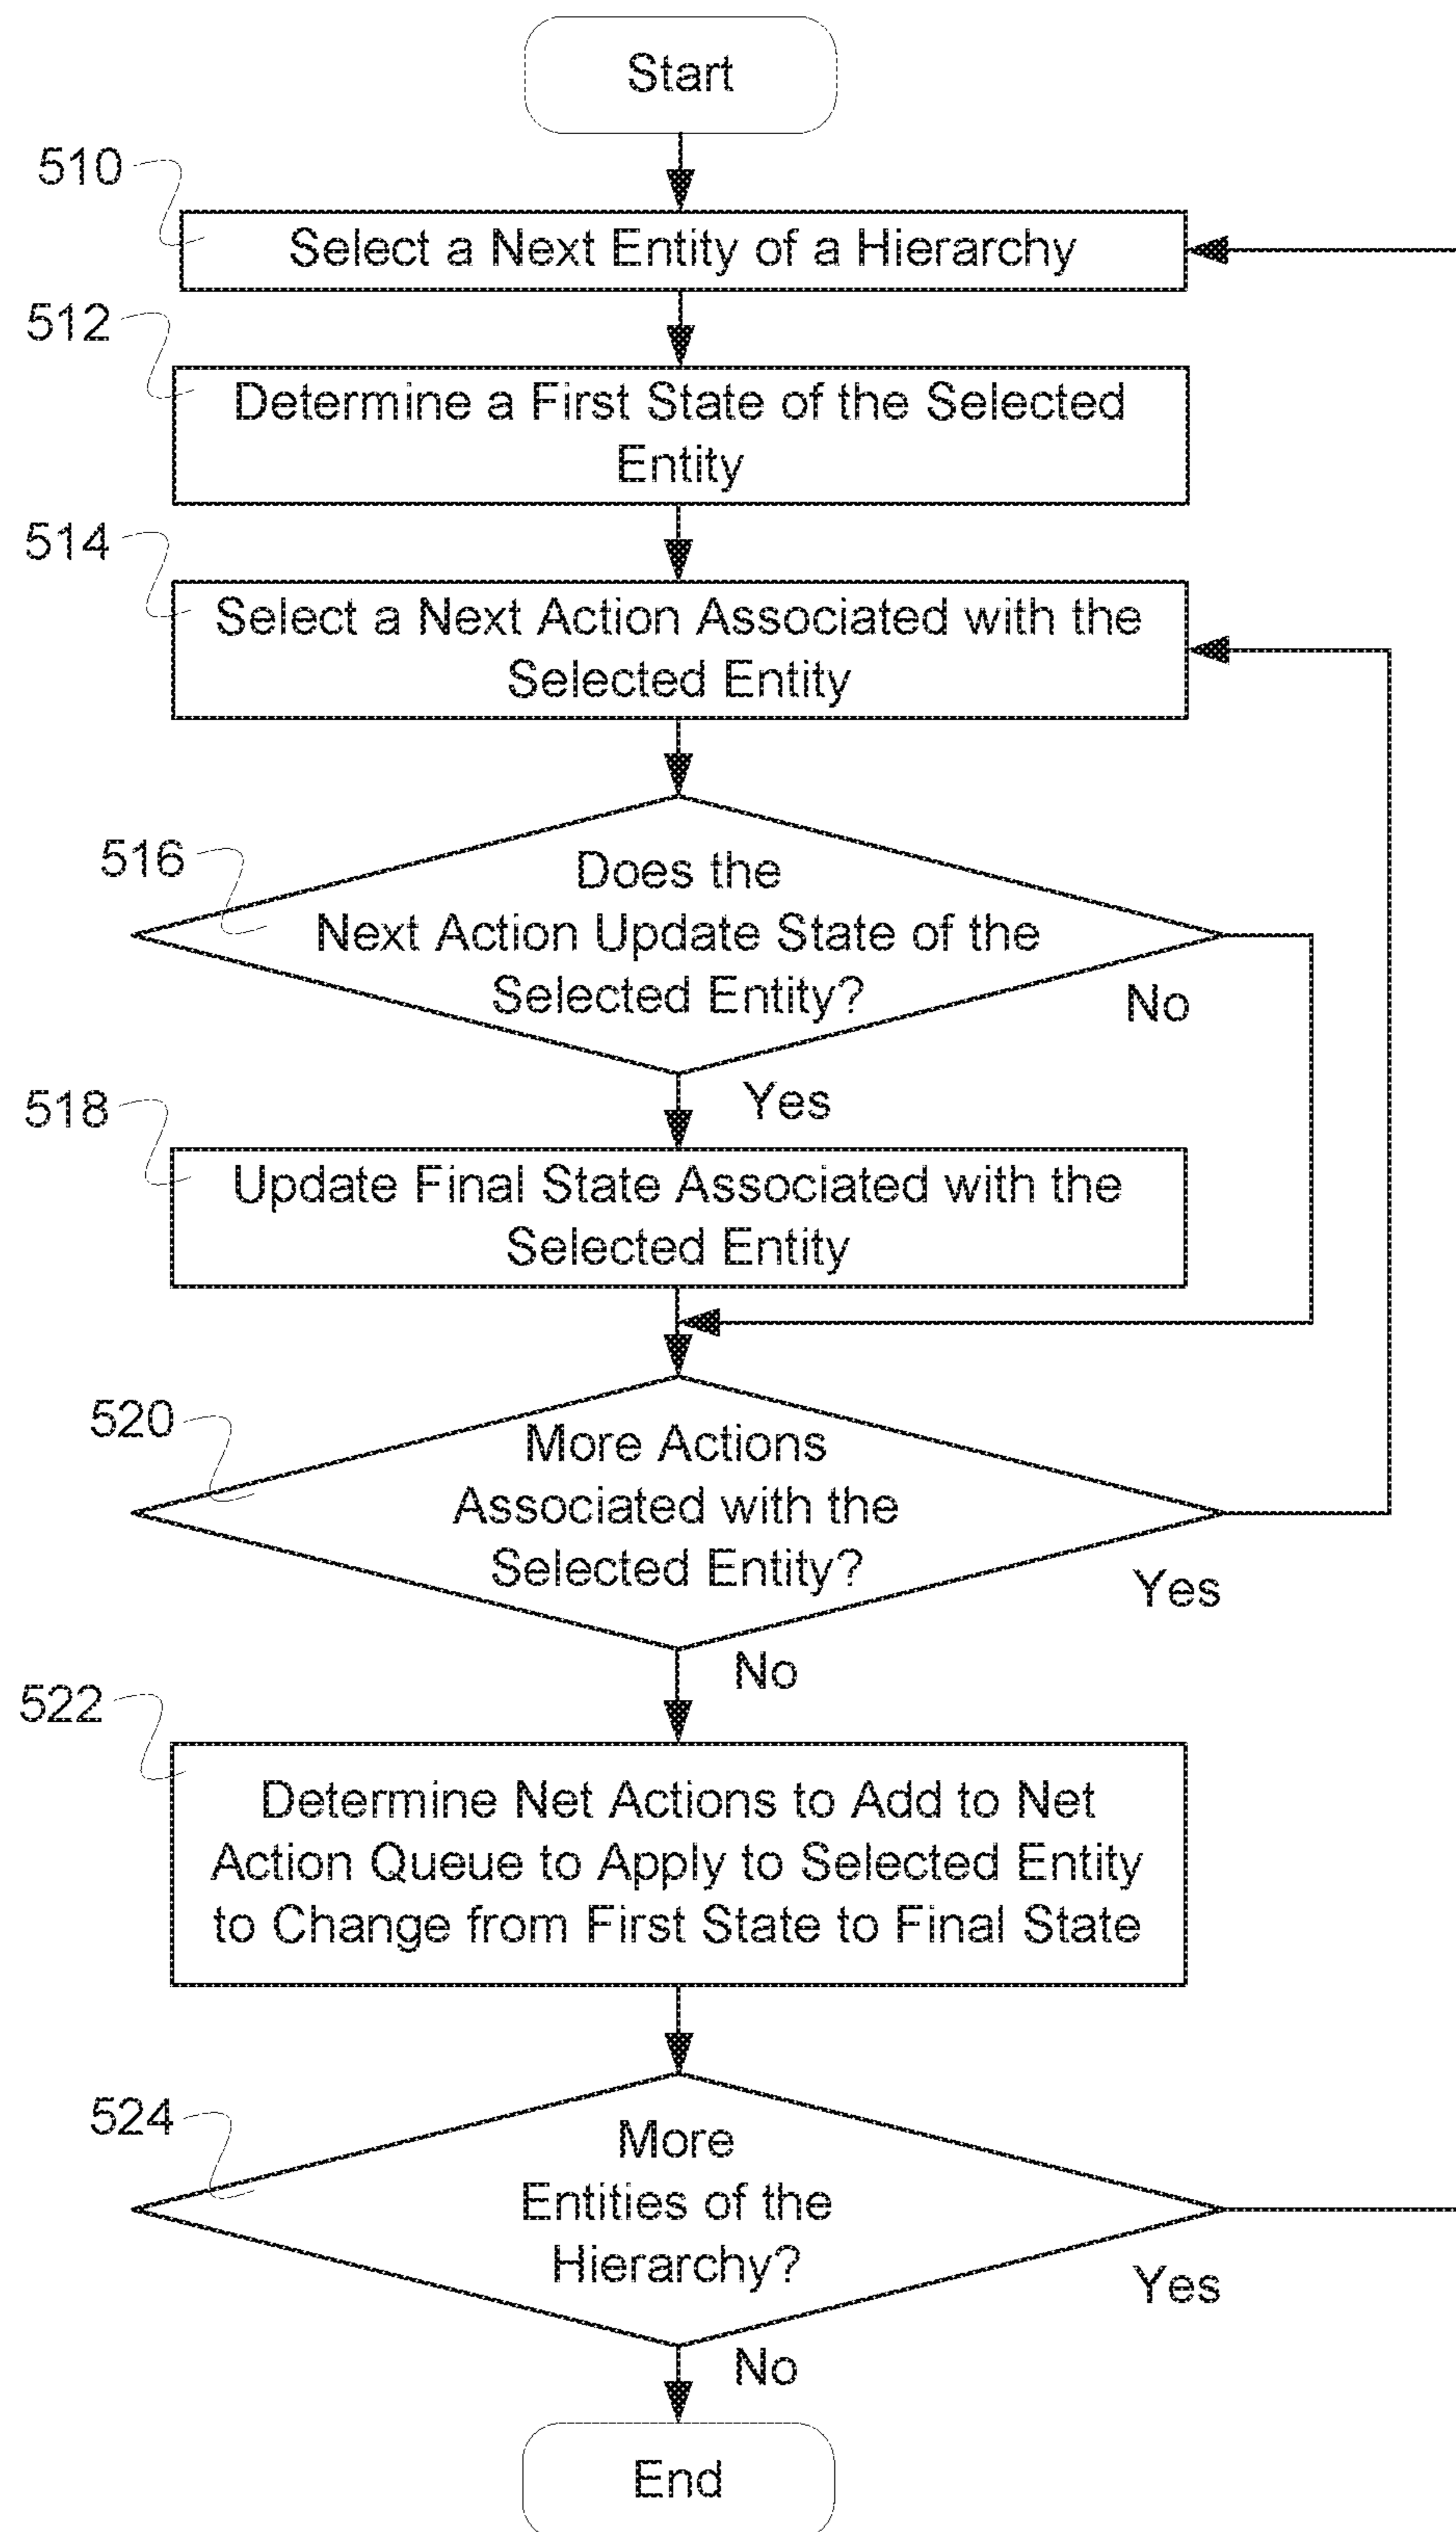 Start
510
Select a Next Entity of a Hierarchy
512
Determine a First State of the Selected
Entity
514
Select a Next Action Associated with the
Selected Entity
516
Does the
Next Action Update State of the
Selected Entity?
No
Yes
518
Update Final State Associated with the
Selected Entity
520
More Actions
Associated with the
Selected Entity?
Yes
No
522
Determine Net Actions to Add to Net
Action Queue to Apply to Selected Entity
to Change from First State to Final State
524
More
Entities of the
Hierarchy?
Yes
No
End